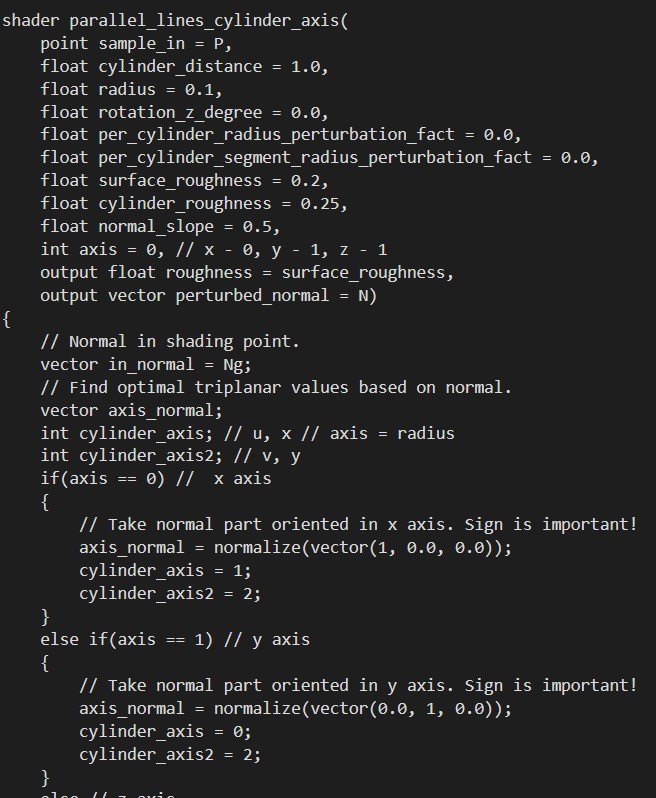 shader parallel_lines_cylinder_axis(
    point sample_in = P,
    float cylinder_distance = 1.0,
    float radius = 0.1,
    float rotation_z_degree = 0.0,
    float per_cylinder_radius_perturbation_fact = 0.0,
    float per_cylinder_segment_radius_perturbation_fact = 0.0,
    float surface_roughness = 0.2,
    float cylinder_roughness = 0.25,
    float normal_slope = 0.5,
    int axis = 0, // x - 0, y - 1, z - 1
    output float roughness = surface_roughness,
    output vector perturbed_normal = N)
{
    // Normal in shading point.
    vector in_normal = Ng;
    // Find optimal triplanar values based on normal.
    vector axis_normal;
    int cylinder_axis; // u, x // axis = radius
    int cylinder_axis2; // v, y
    if(axis == 0) //  x axis
    {
        // Take normal part oriented in x axis. Sign is important!
        axis_normal = normalize(vector(1, 0.0, 0.0));
        cylinder_axis = 1;
        cylinder_axis2 = 2;
    }
    else if(axis == 1) // y axis
    {
        // Take normal part oriented in y axis. Sign is important!
        axis_normal = normalize(vector(0.0, 1, 0.0));
        cylinder_axis = 0;
        cylinder_axis2 = 2;
    }
    else // z axis